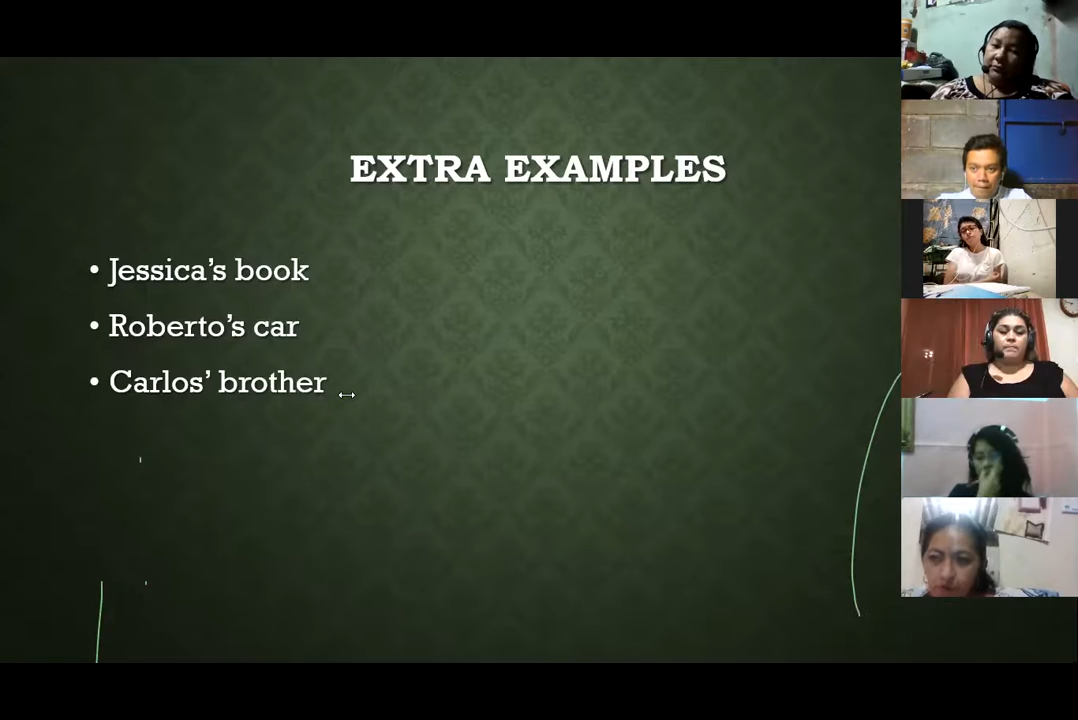 EXTRA EXAMPLES
• Jessica’s book
• Roberto’s car
• Carlos’ brother